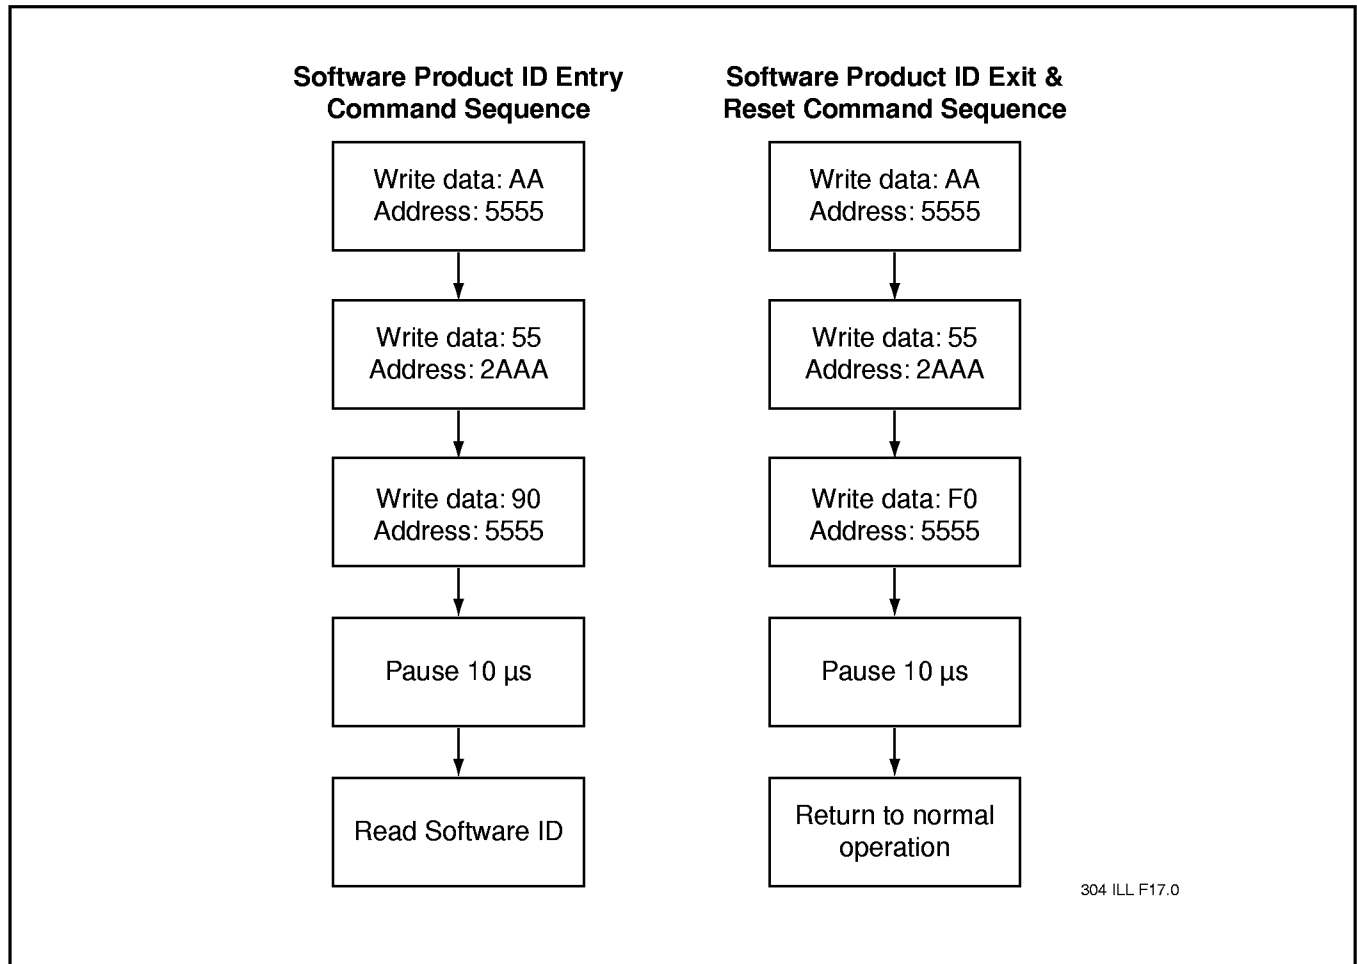 Software Product ID Entry
Command Sequence
Write data: AA
Address: 5555
Write data: 55
Address: 2AAA
Write data: 90
Address: 5555
Pause 10 µs
Read Software ID
Software Product ID Exit &
Reset Command Sequence
Write data: AA
Address: 5555
Write data: 55
Address: 2AAA
Write data: F0
Address: 5555
Pause 10 µs
Return to normal
operation
304 ILL F17.0